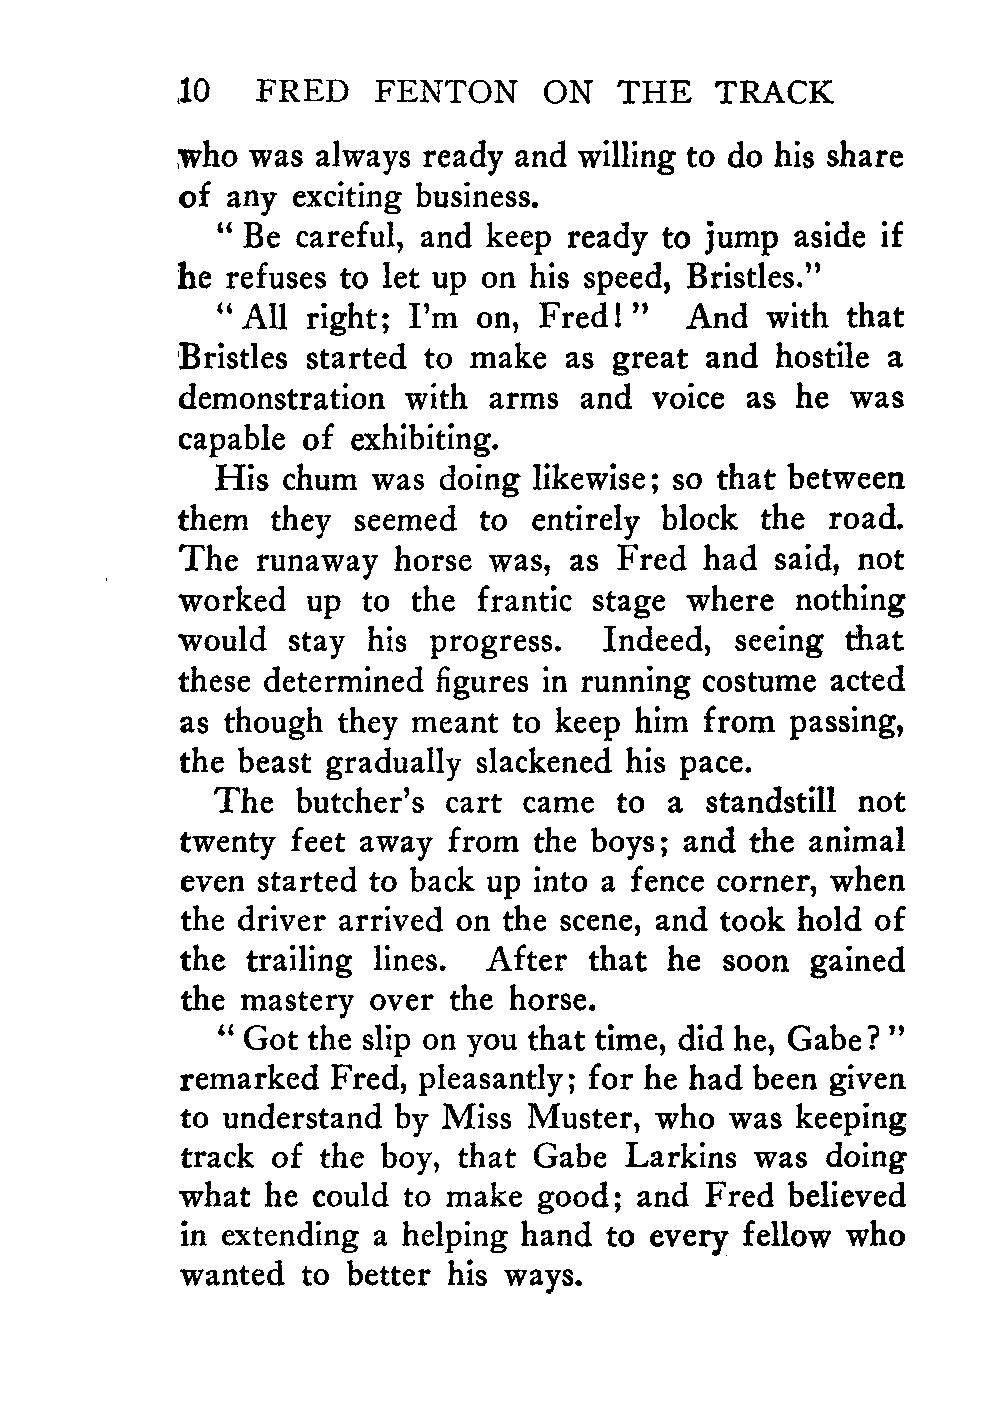 10 FRED FENTON ON THE TRACK
who was always ready and willing to do his share
of any exciting business.
"Be careful, and keep ready to jump aside if
he refuses to let up on his speed, Bristles."
"All right; I'm on, Fred!" And with that
Bristles started to make as great and hostile a
demonstration with arms and voice as he was
capable of exhibiting.
His chum was doing likewise; so that between
them they seemed to entirely block the road.
The runaway horse was, as Fred had said, not
worked up to the frantic stage where nothing
would stay his progress. Indeed, seeing that
these determined figures in running costume acted
as though they meant to keep him from passing,
the beast gradually slackened his pace.
The butcher's cart came to a standstill not
twenty feet away from the boys; and the animal
even started to back up into a fence corner, when
the driver arrived on the scene, and took hold of
the trailing lines. After that he soon gained
the mastery over the horse.
"Got the slip on you that time, did he, Gabe?"
remarked Fred, pleasantly; for he had been given
to understand by Miss Muster, who was keeping
track of the boy, that Gabe Larkins was doing
what he could to make good; and Fred believed
in extending a helping hand to every fellow who
wanted to better his ways.